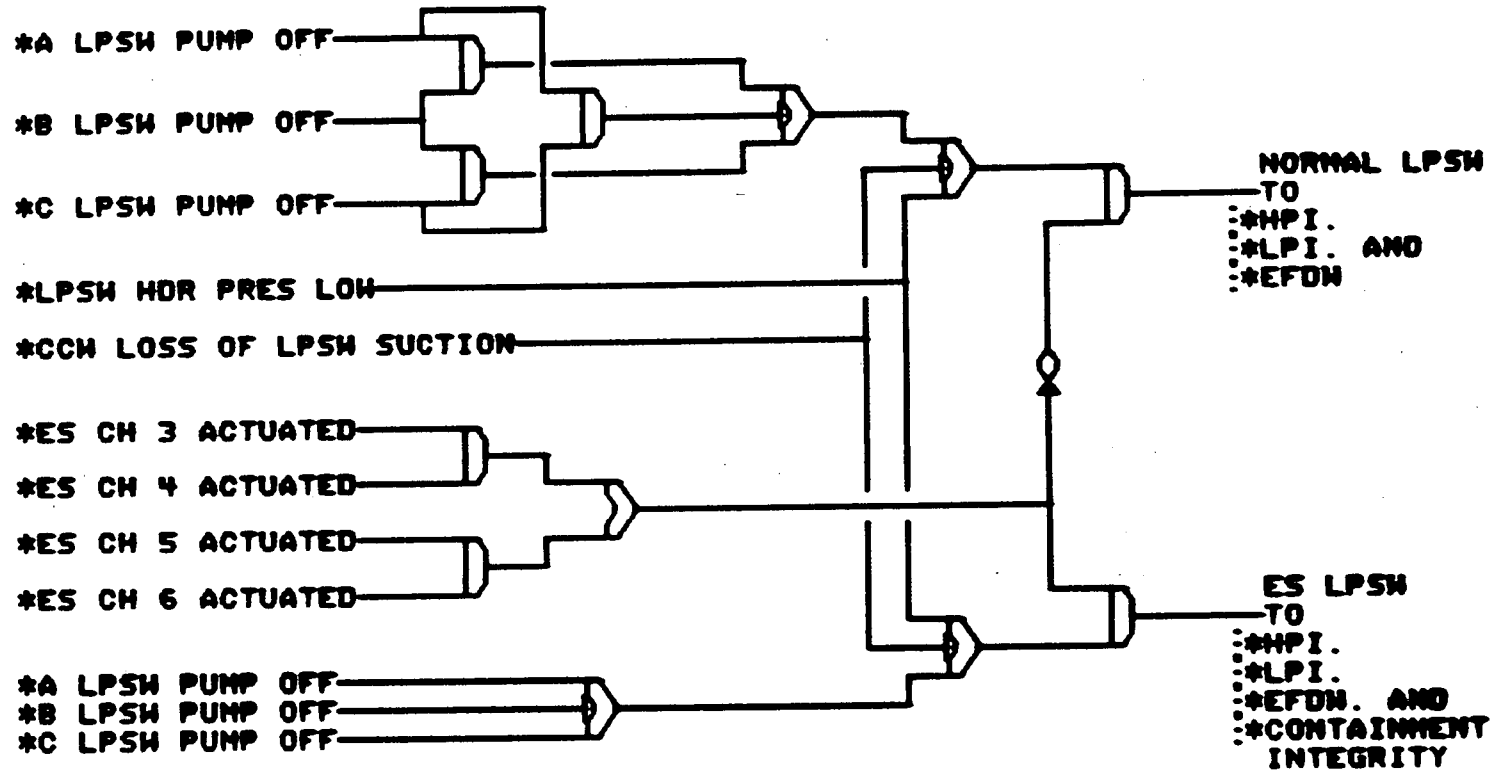 *A LPSW PUMP OFF
*B LPSW PUMP OFF
*C LPSW PUMP OFF
*LPSW HDR PRES LOW
*CCW LOSS OF LPSW SUCTION
*ES CH 3 ACTUATED
*ES CH 4 ACTUATED
*ES CH 5 ACTUATED
*ES CH 6 ACTUATED
*A LPSW PUMP OFF
*B LPSW PUMP OFF
*C LPSW PUMP OFF
NORMAL LPSW
TO
*HPI.
*LPI. AND
*EFDW
ES LPSW
TO
*HPI.
*LPI.
*EFDW. AND
*CONTAINMENT
INTEGRITY